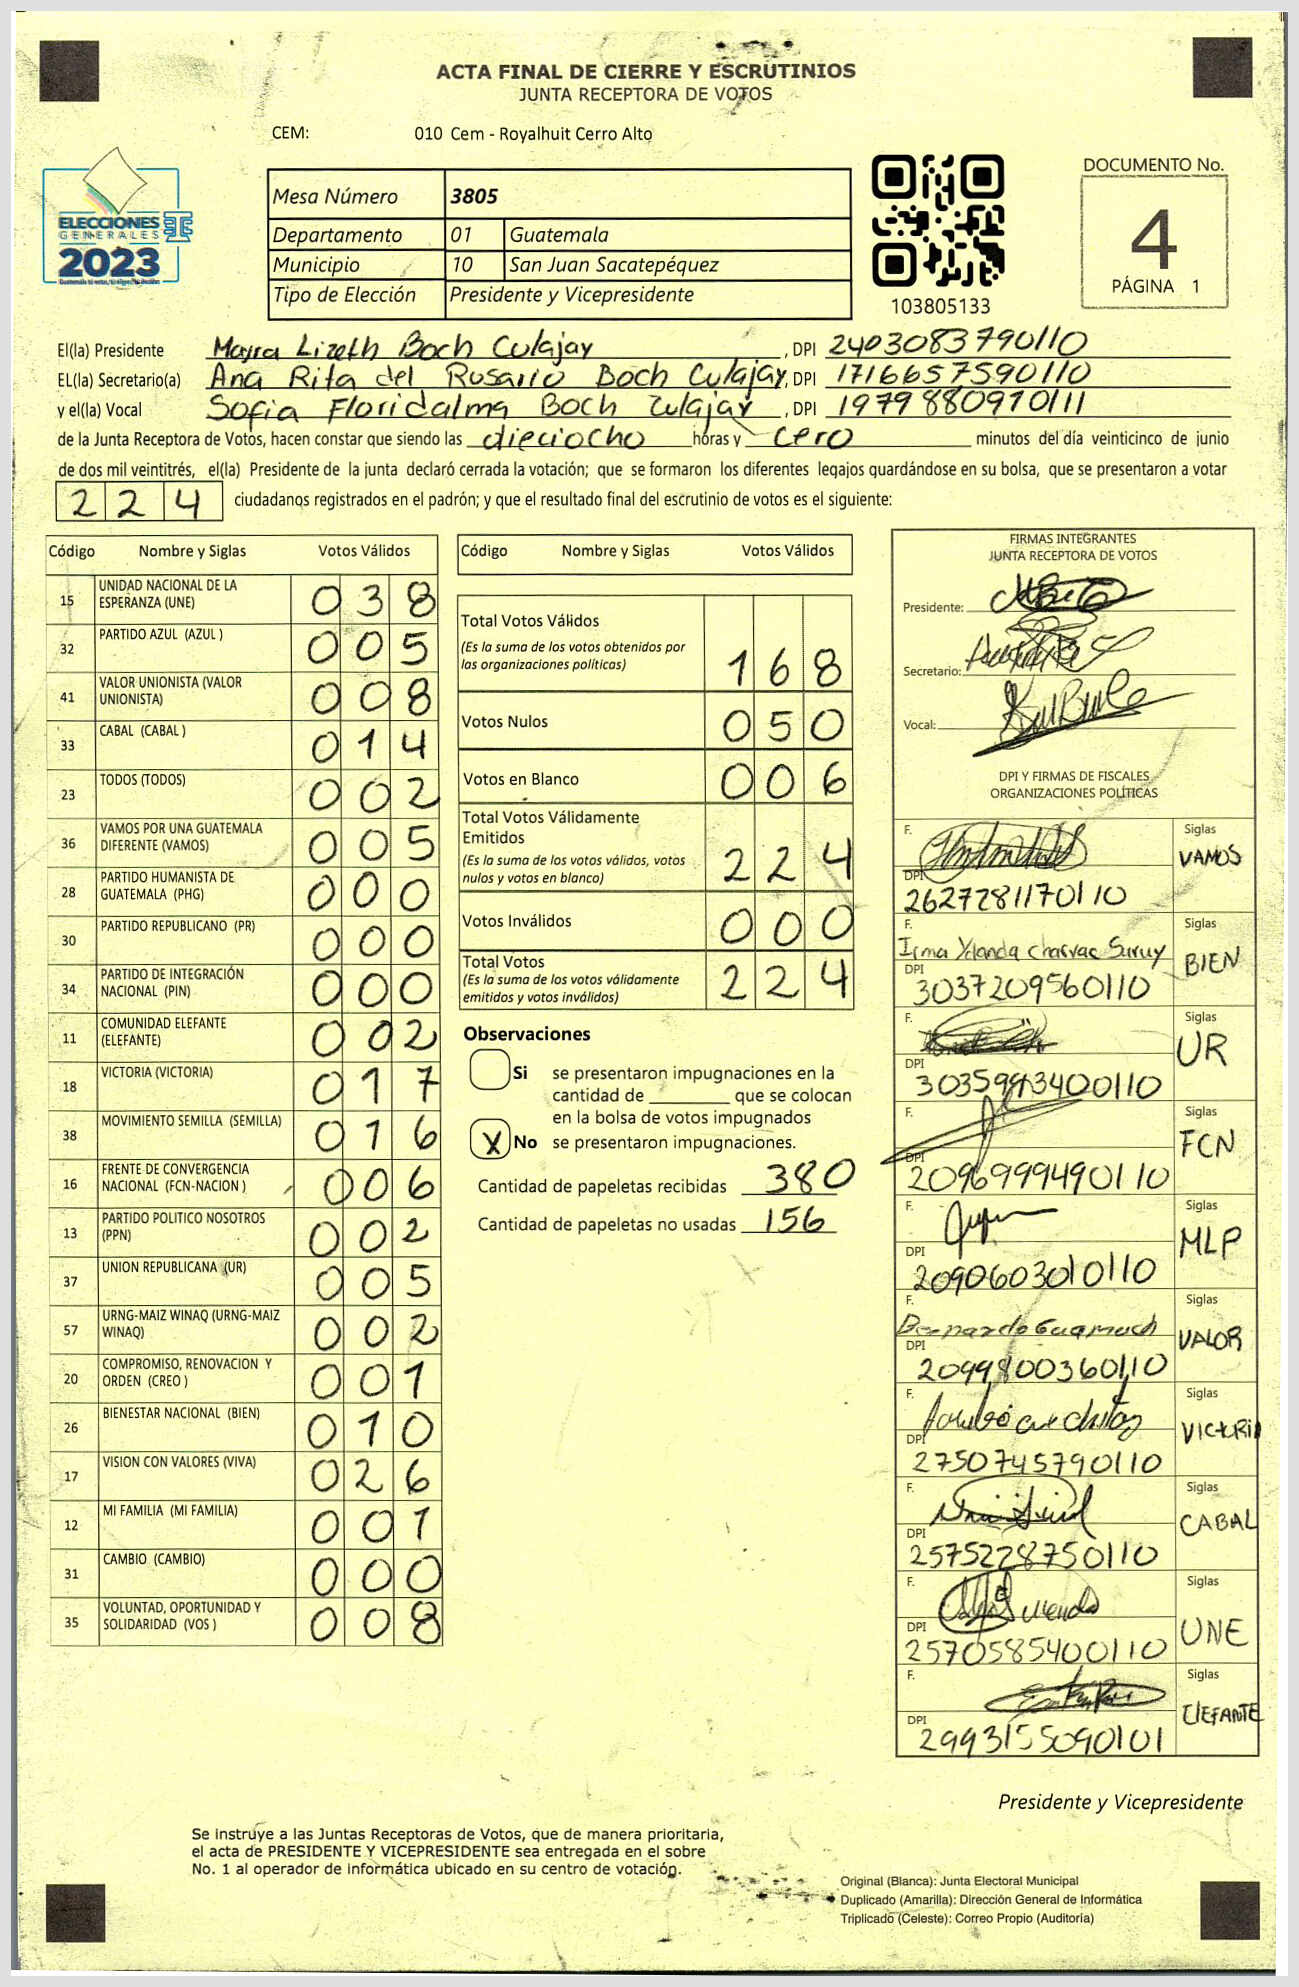 ACTA FINAL DE CIERRE Y ESCRUTINIOS
JUNTA RECEPTORA DE VOTOS
CEM: 010 Cem - Royalhuit Cerro Alto
ELECCIONES
GENERALES
2023
Mesa Número 3805
Departamento 01 Guatemala
Municipio 10 San Juan Sacatepéquez
Tipo de Elección Presidente y Vicepresidente
103805133
DOCUMENTO No.
4
PÁGINA 1
El(la) Presidente Mayra Lizeth Boch Culajay, DPI 2403083790110
EL(la) Secretario(a) Ana Rita del Rosario Boch Culajay, DPI 1716657590110
y el(la) Vocal Sofia Floridalma Boch Culajay, DPI 1979880910111
de la Junta Receptora de Votos, hacen constar que siendo las dieciocho horas y cero minutos del día veinticinco de junio
de dos mil veintitrés, el(la) Presidente de la junta declaró cerrada la votación; que se formaron los diferentes legajos guardándose en su bolsa, que se presentaron a votar
224 ciudadanos registrados en el padrón; y que el resultado final del escrutinio de votos es el siguiente:
Código Nombre y Siglas Votos Válidos
15 UNIDAD NACIONAL DE LA ESPERANZA (UNE) 038
32 PARTIDO AZUL (AZUL ) 005
41 VALOR UNIONISTA (VALOR UNIONISTA) 008
33 CABAL (CABAL ) 014
23 TODOS (TODOS) 002
36 VAMOS POR UNA GUATEMALA DIFERENTE (VAMOS) 005
28 PARTIDO HUMANISTA DE GUATEMALA (PHG) 000
30 PARTIDO REPUBLICANO (PR) 000
34 PARTIDO DE INTEGRACIÓN NACIONAL (PIN) 000
11 COMUNIDAD ELEFANTE (ELEFANTE) 002
18 VICTORIA (VICTORIA) 017
38 MOVIMIENTO SEMILLA (SEMILLA) 016
16 FRENTE DE CONVERGENCIA NACIONAL (FCN-NACION ) 006
13 PARTIDO POLITICO NOSOTROS (PPN) 002
37 UNION REPUBLICANA (UR) 005
57 URNG-MAIZ WINAQ (URNG-MAIZ WINAQ) 002
20 COMPROMISO, RENOVACION Y ORDEN (CREO ) 001
26 BIENESTAR NACIONAL (BIEN) 010
17 VISION CON VALORES (VIVA) 026
12 MI FAMILIA (MI FAMILIA) 001
31 CAMBIO (CAMBIO) 000
35 VOLUNTAD, OPORTUNIDAD Y SOLIDARIDAD (VOS ) 008
Código Nombre y Siglas Votos Válidos
Total Votos Válidos
(Es la suma de los votos obtenidos por
las organizaciones políticas) 168
Votos Nulos 050
Votos en Blanco 006
Total Votos Válidamente
Emitidos
(Es la suma de los votos válidos, votos
nulos y votos en blanco) 224
Votos Inválidos 000
Total Votos
(Es la suma de los votos válidamente
emitidos y votos inválidos) 224
Observaciones
Si se presentaron impugnaciones en la
cantidad de ________ que se colocan
en la bolsa de votos impugnados
X No se presentaron impugnaciones.
Cantidad de papeletas recibidas 380
Cantidad de papeletas no usadas 156
FIRMAS INTEGRANTES
JUNTA RECEPTORA DE VOTOS
Presidente:
Secretario:
Vocal:
DPI Y FIRMAS DE FISCALES
ORGANIZACIONES POLÍTICAS
F. Siglas VAMOS
DPI 2627781170110
F. Irma Yolanda Suruy Siglas BIEN
DPI 3037209560110
F. Siglas UR
DPI 3035993400110
F. Siglas FCN
DPI 2096999490110
F. Siglas MLP
DPI 2090603010110
F. Bernardo Siglas VALOR
DPI 2099800360110
F. Siglas VICTORIA
DPI 2750745790110
F. Siglas CABAL
DPI 2575228750110
F. Siglas UNE
DPI 2570585400110
F. Siglas ELEFANTE
DPI 2993155090101
Presidente y Vicepresidente
Se instruye a las Juntas Receptoras de Votos, que de manera prioritaria,
el acta de PRESIDENTE Y VICEPRESIDENTE sea entregada en el sobre
No. 1 al operador de informática ubicado en su centro de votación.
Original (Blanca): Junta Electoral Municipal
Duplicado (Amarilla): Dirección General de Informática
Triplicado (Celeste): Correo Propio (Auditoría)